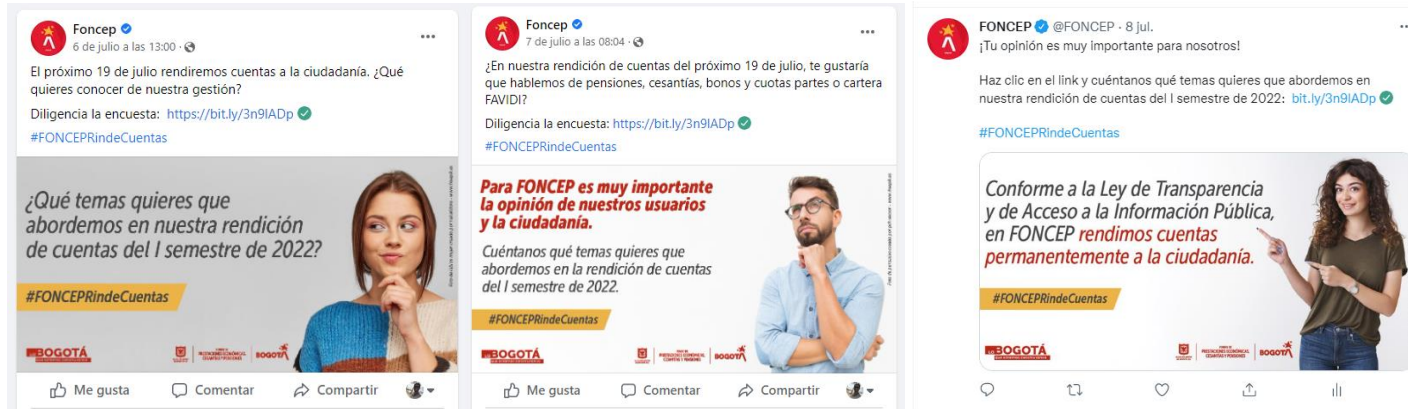 Foncep
6 de julio a las 13:00 ·
El próximo 19 de julio rendiremos cuentas a la ciudadanía. ¿Qué
quieres conocer de nuestra gestión?
Diligencia la encuesta: https://bit.ly/3n9lADp
#FONCEPRindeCuentas
¿Qué temas quieres que
abordemos en nuestra rendición
de cuentas del I semestre de 2022?
#FONCEPRindeCuentas
BOGOTÁ
BOGOTÁ
Me gusta
Comentar
Compartir
Foncep
7 de julio a las 08:04 ·
¿En nuestra rendición de cuentas del próximo 19 de julio, te gustaría
que hablemos de pensiones, cesantías, bonos y cuotas partes o cartera
FAVIDI?
Diligencia la encuesta: https://bit.ly/3n9lADp
#FONCEPRindeCuentas
Para FONCEP es muy importante
la opinión de nuestros usuarios
y la ciudadanía.
Cuéntanos qué temas quieres que
abordemos en la rendición de cuentas
del I semestre de 2022.
#FONCEPRindeCuentas
BOGOTÁ
BOGOTÁ
Me gusta
Comentar
Compartir
FONCEP @FONCEP · 8 jul.
¡Tu opinión es muy importante para nosotros!
Haz clic en el link y cuéntanos qué temas quieres que abordemos en
nuestra rendición de cuentas del I semestre de 2022: bit.ly/3n9lADp
#FONCEPRindeCuentas
Conforme a la Ley de Transparencia
y de Acceso a la Información Pública,
en FONCEP rendimos cuentas
permanentemente a la ciudadanía.
#FONCEPRindeCuentas
BOGOTÁ
BOGOTÁ